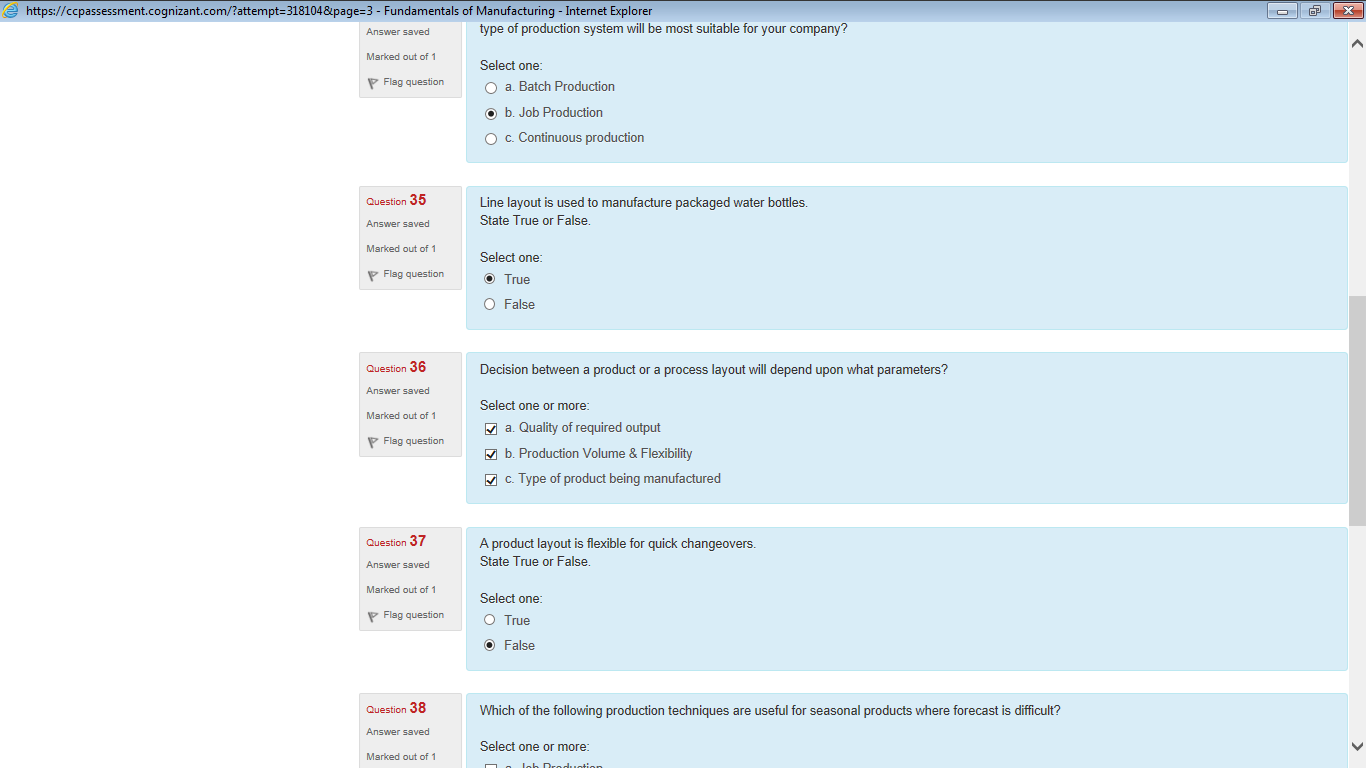 https://ccpassessment.cognizant.com/?attempt=318104&page=3 - Fundamentals of Manufacturing - Internet Explorer
Answer saved
Marked out of 1
Flag question
type of production system will be most suitable for your company?
Select one:
a. Batch Production
b. Job Production
c. Continuous production
Question 35
Answer saved
Marked out of 1
Flag question
Line layout is used to manufacture packaged water bottles.
State True or False.
Select one:
True
False
Question 36
Answer saved
Marked out of 1
Flag question
Decision between a product or a process layout will depend upon what parameters?
Select one or more:
a. Quality of required output
b. Production Volume & Flexibility
c. Type of product being manufactured
Question 37
Answer saved
Marked out of 1
Flag question
A product layout is flexible for quick changeovers.
State True or False.
Select one:
True
False
Question 38
Answer saved
Marked out of 1
Which of the following production techniques are useful for seasonal products where forecast is difficult?
Select one or more:
a. Job Production